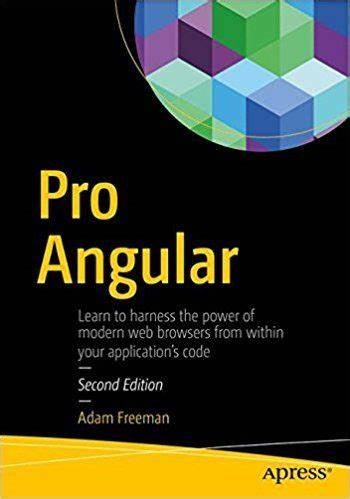 Pro
Angular
Learn to harness the power of
modern web browsers from within
your application's code
—
Second Edition
—
Adam Freeman
Apress®